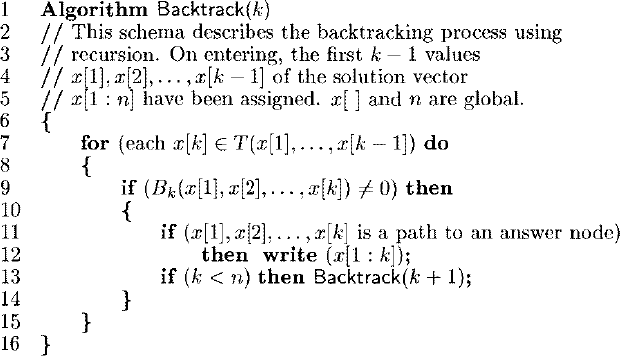 1 Algorithm Backtrack(k)
2 // This schema describes the backtracking process using
3 // recursion. On entering, the first k − 1 values
4 // x[1], x[2], . . . , x[k − 1] of the solution vector
5 // x[1 : n] have been assigned. x[ ] and n are global.
6 {
7 for (each x[k] ∈ T(x[1], . . . , x[k − 1]) do
8 {
9 if (Bk(x[1], x[2], . . . , x[k]) ≠ 0) then
10 {
11 if (x[1], x[2], . . . , x[k] is a path to an answer node)
12 then write (x[1 : k]);
13 if (k < n) then Backtrack(k + 1);
14 }
15 }
16 }